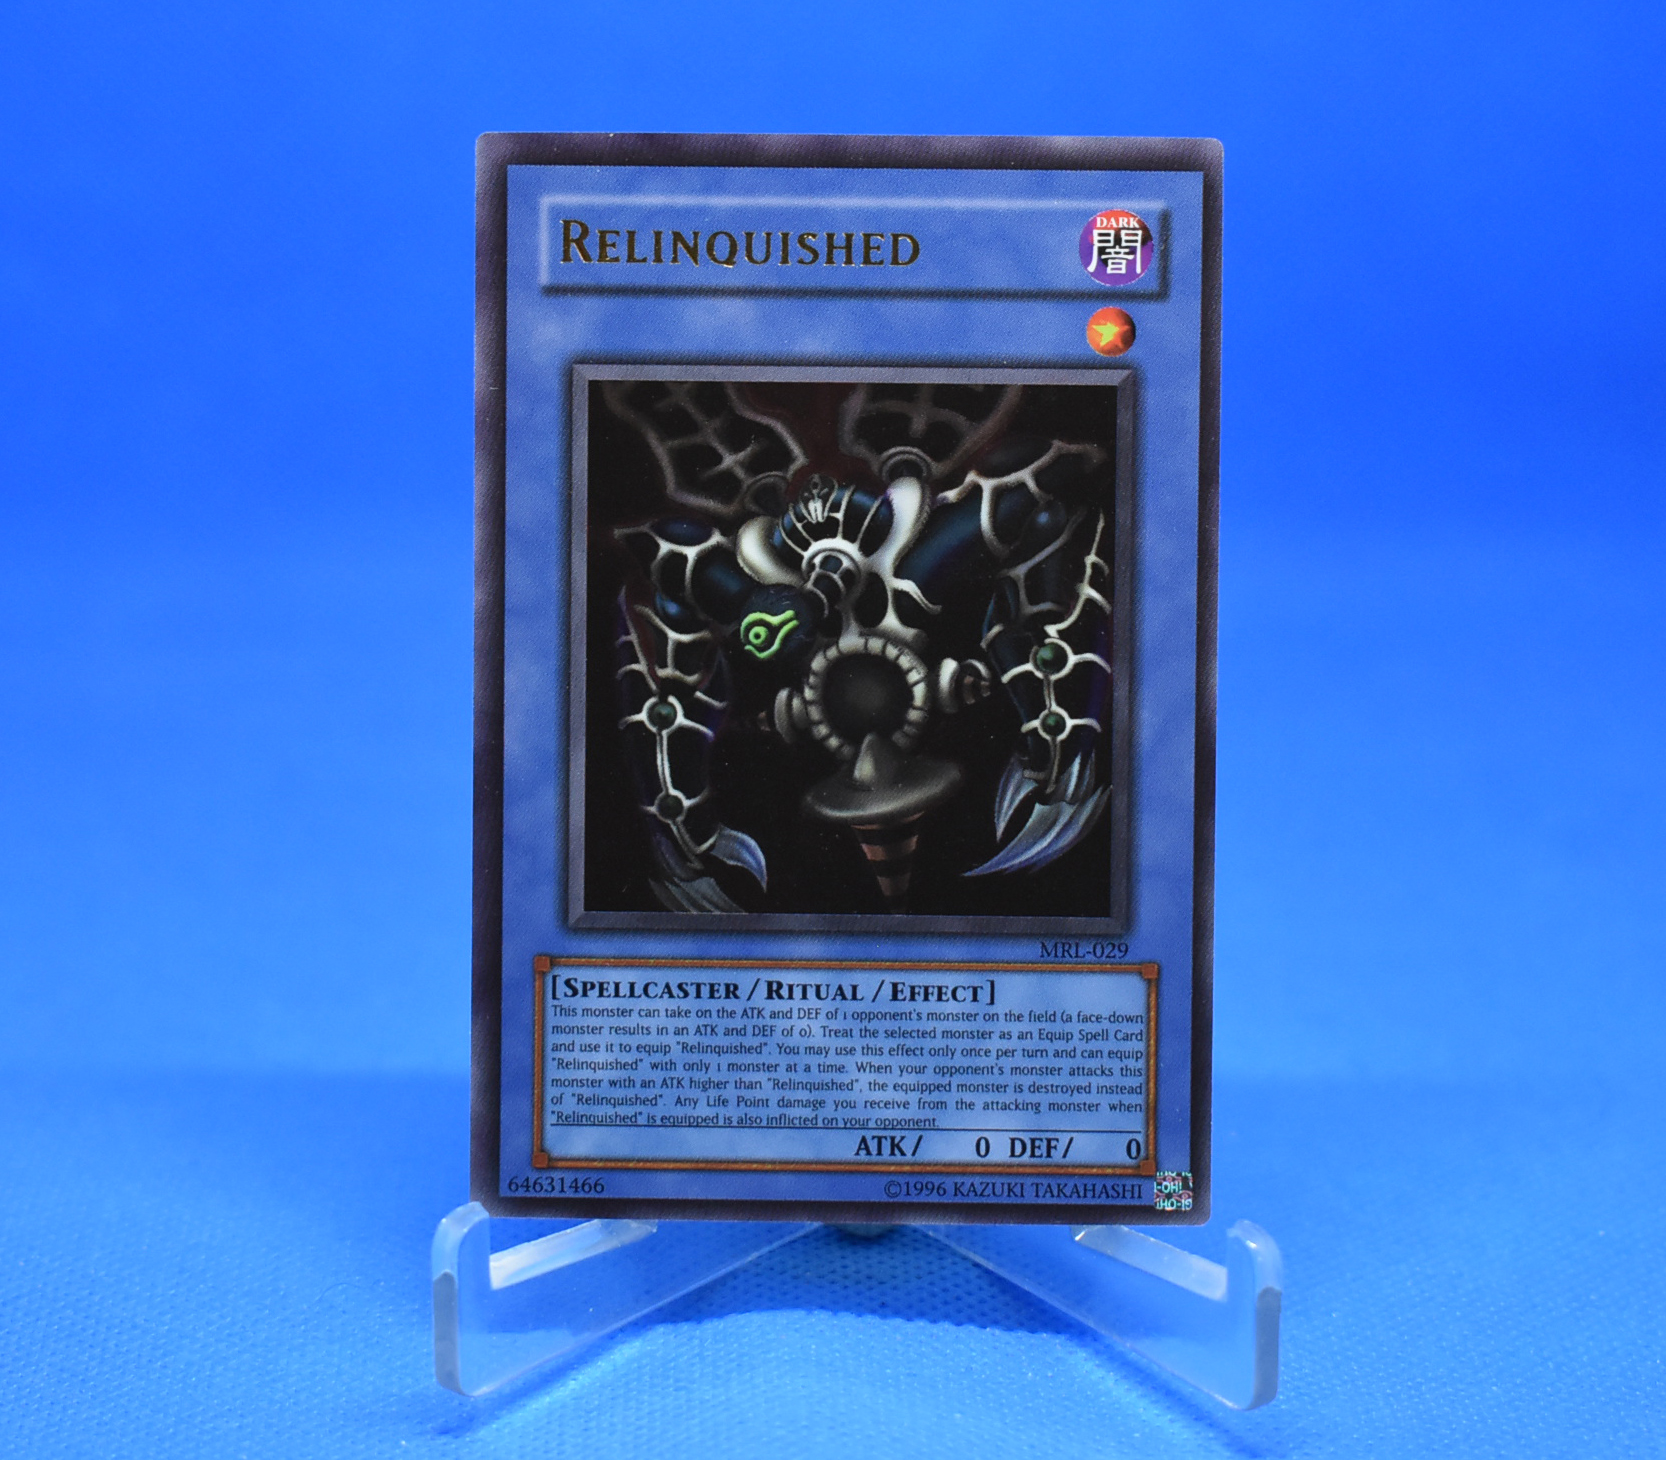 RELINQUISHED
DARK
闇
MRL-029
[SPELLCASTER / RITUAL / EFFECT]
This monster can take on the ATK and DEF of 1 opponent's monster on the field (a face-down
monster results in an ATK and DEF of 0). Treat the selected monster as an Equip Spell Card
and use it to equip "Relinquished". You may use this effect only once per turn and can equip
"Relinquished" with only 1 monster at a time. When your opponent's monster attacks this
monster with an ATK higher than "Relinquished", the equipped monster is destroyed instead
of "Relinquished". Any Life Point damage you receive from the attacking monster when
"Relinquished" is equipped is also inflicted on your opponent.
ATK/ 0 DEF/ 0
64631466 ©1996 KAZUKI TAKAHASHI